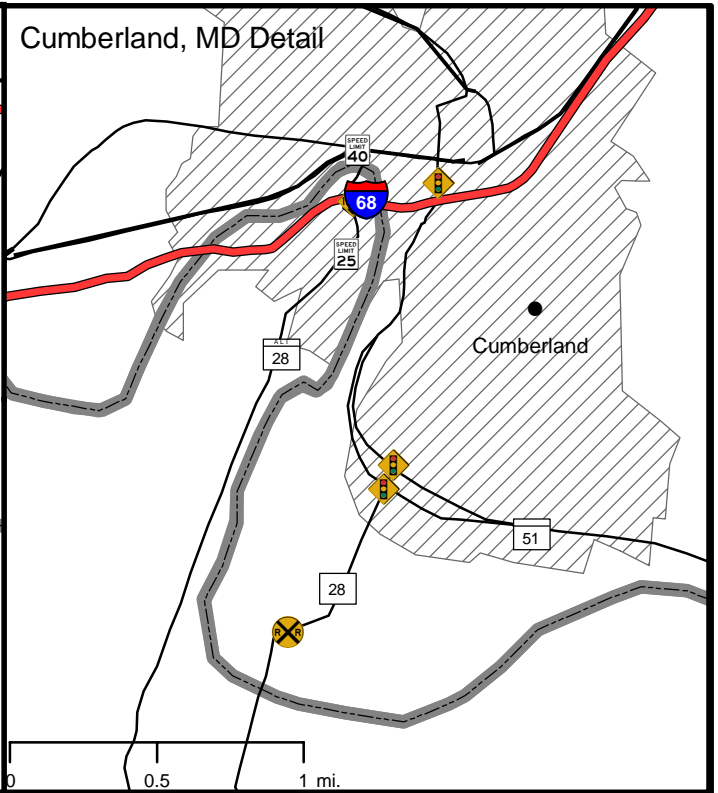 Cumberland, MD Detail
SPEED
LIMIT
40
68
SPEED
LIMIT
25
Cumberland
ALT
28
51
28
R R
0 0.5 1 mi.